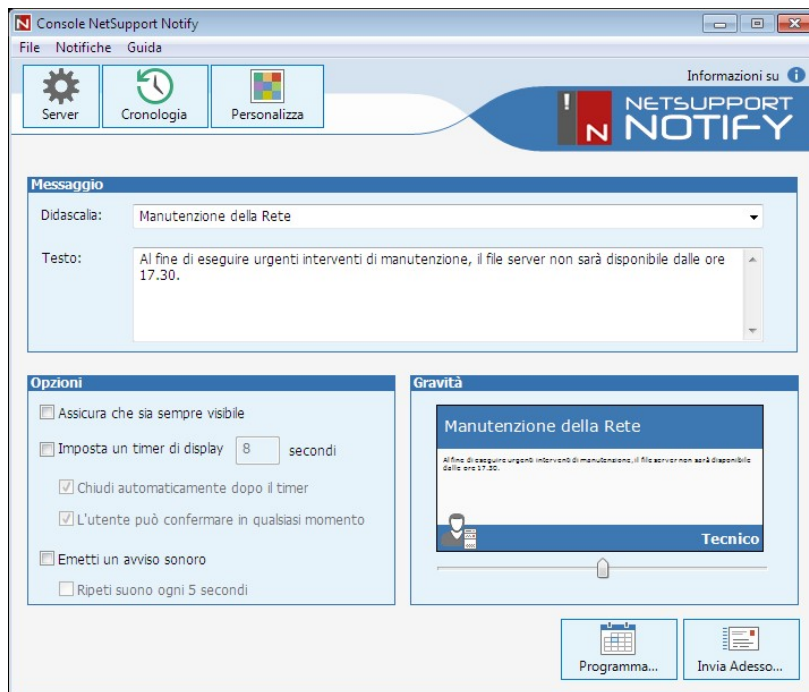 Console NetSupport Notify
File Notifiche Guida
Server
Cronologia
Personalizza
Informazioni su
NETSUPPORT
NOTIFY
Messaggio
Didascalia:
Manutenzione della Rete
Testo:
Al fine di eseguire urgenti interventi di manutenzione, il file server non sarà disponibile dalle ore
17.30.
Opzioni
Assicura che sia sempre visibile
Imposta un timer di display 8 secondi
Chiudi automaticamente dopo il timer
L'utente può confermare in qualsiasi momento
Emetti un avviso sonoro
Ripeti suono ogni 5 secondi
Gravità
Manutenzione della Rete
Al fine di eseguire urgenti interventi di manutenzione, il file server non sarà disponibile
dalle ore 17.30.
Tecnico
Programma...
Invia Adesso...